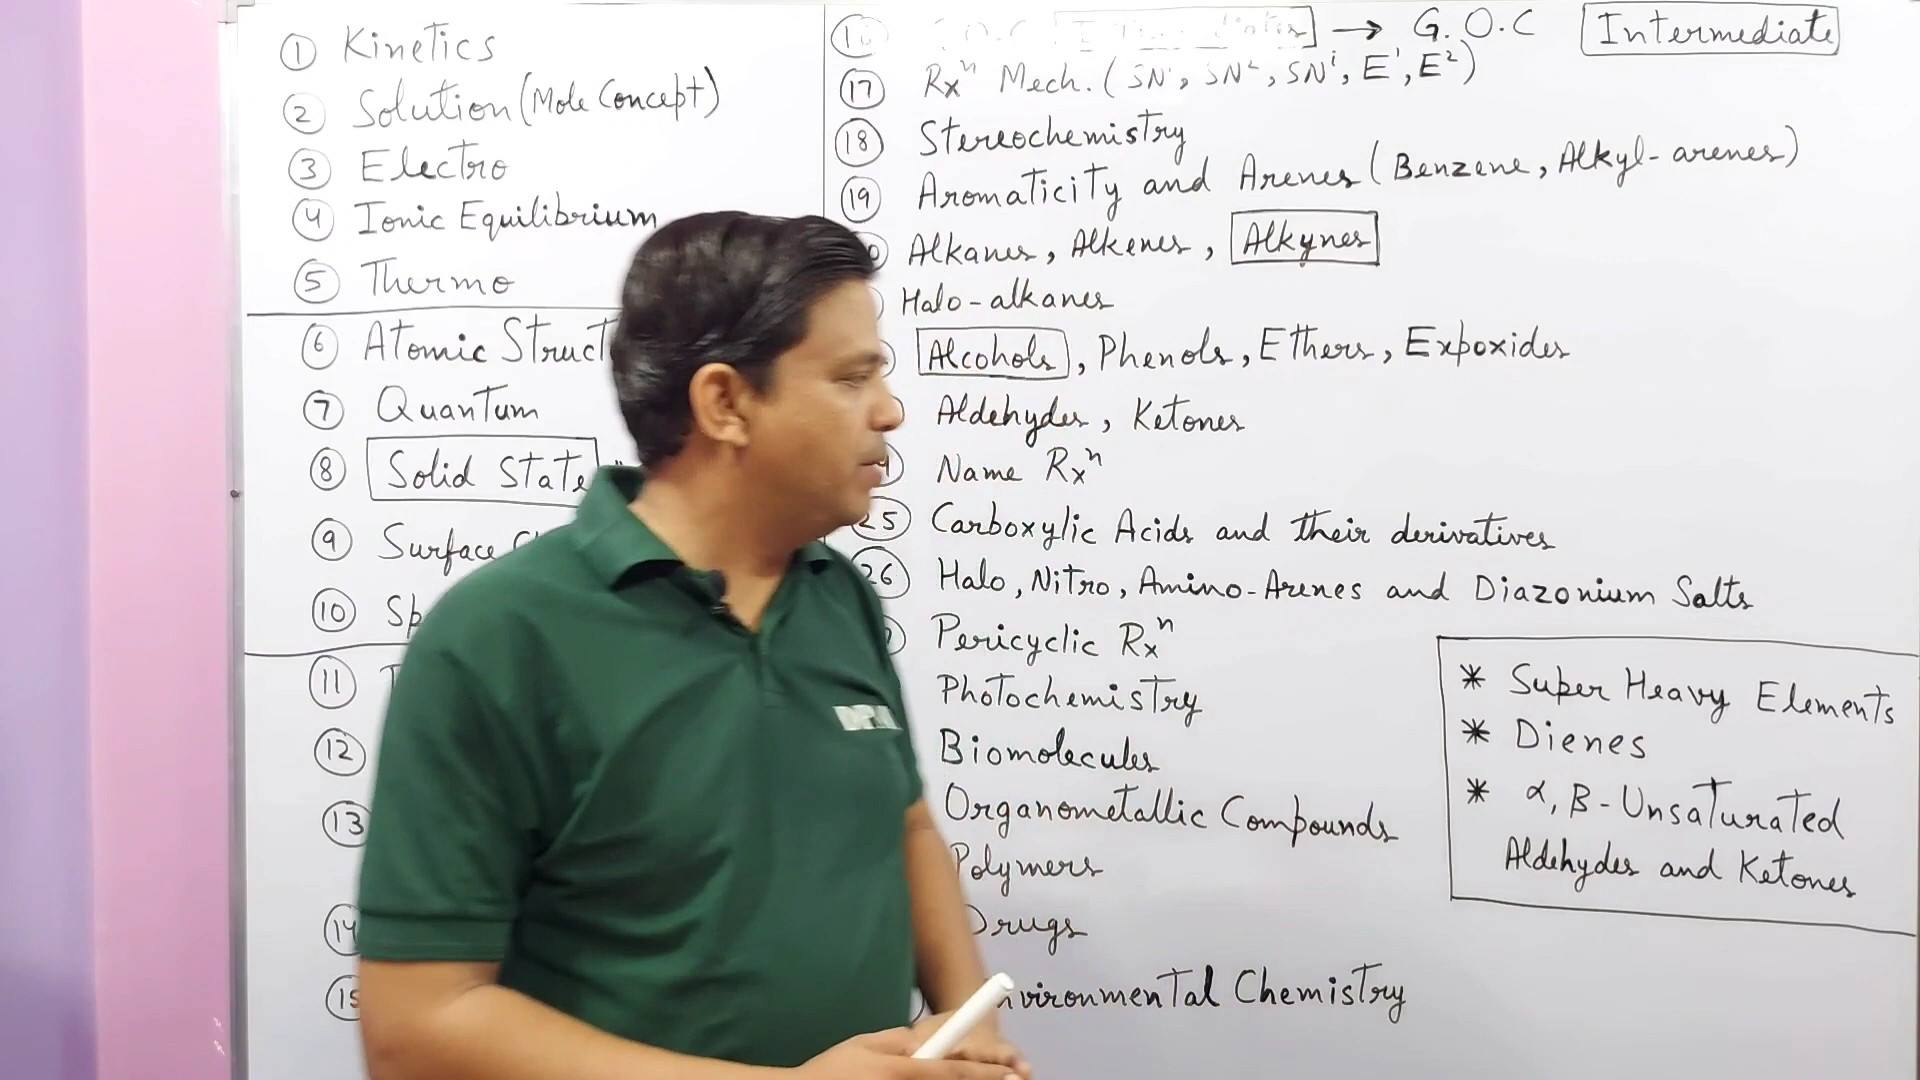 ① Kinetics
② Solution (Mole Concept)
③ Electro
④ Ionic Equilibrium
⑤ Thermo
⑥ Atomic Struct
⑦ Quantum
⑧ Solid State
⑨ Surface
⑩ Sp
⑪
⑫
⑬
⑭
⑮
→ G.O.C Intermediate
⑰ Rxⁿ Mech. (SN¹, SN², SNⁱ, E¹, E²)
⑱ Stereochemistry
⑲ Aromaticity and Arenes (Benzene, Alkyl-arenes)
Alkanes, Alkenes, Alkynes
Halo-alkanes
Alcohols, Phenols, Ethers, Expoxides
Aldehydes, Ketones
Name Rxⁿ
25 Carboxylic Acids and their derivatives
26 Halo, Nitro, Amino-Arenes and Diazonium Salts
Pericyclic Rxⁿ
Photochemistry
Biomolecules
Organometallic Compounds
Polymers
Drugs
nvironmental Chemistry
* Super Heavy Elements
* Dienes
* α, β-Unsaturated
Aldehydes and Ketones